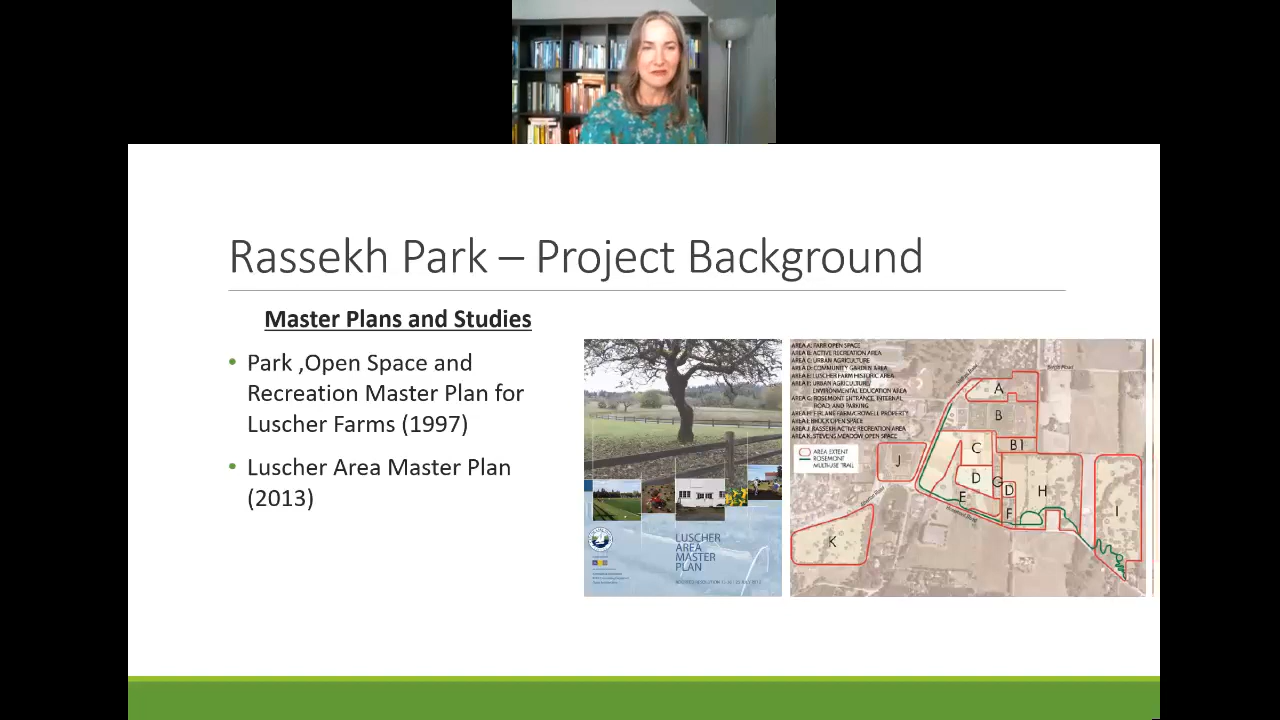 Rassekh Park – Project Background
Master Plans and Studies
• Park ,Open Space and
Recreation Master Plan for
Luscher Farms (1997)
• Luscher Area Master Plan
(2013)
LUSCHER
AREA
MASTER
PLAN
AREA A: FARR OPEN SPACE
AREA B: ACTIVE RECREATION AREA
AREA C: URBAN AGRICULTURE
AREA D: COMMUNITY GARDEN AREA
AREA E: LUSCHER FARM HISTORIC AREA
AREA F: URBAN AGRICULTURE/
ENVIRONMENTAL EDUCATION AREA
AREA G: ROSEMONT ENTRANCE, INTERNAL
ROAD AND PARKING
AREA H: FIRLANE FARM/CROWELL PROPERTY
AREA I: BROCK OPEN SPACE
AREA J: RASSEKH ACTIVE RECREATION AREA
AREA K: STEVENS MEADOW OPEN SPACE
AREA EXTENT
ROSEMONT
MULTI-USE TRAIL
A
B
B1
C
J
D
G
D
H
E
F
I
K